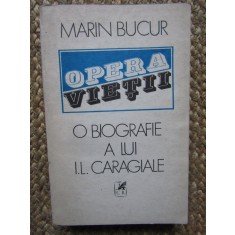 MARIN BUCUR
OPERA
VIEȚII
O BIOGRAFIE
A LUI
I.L. CARAGIALE